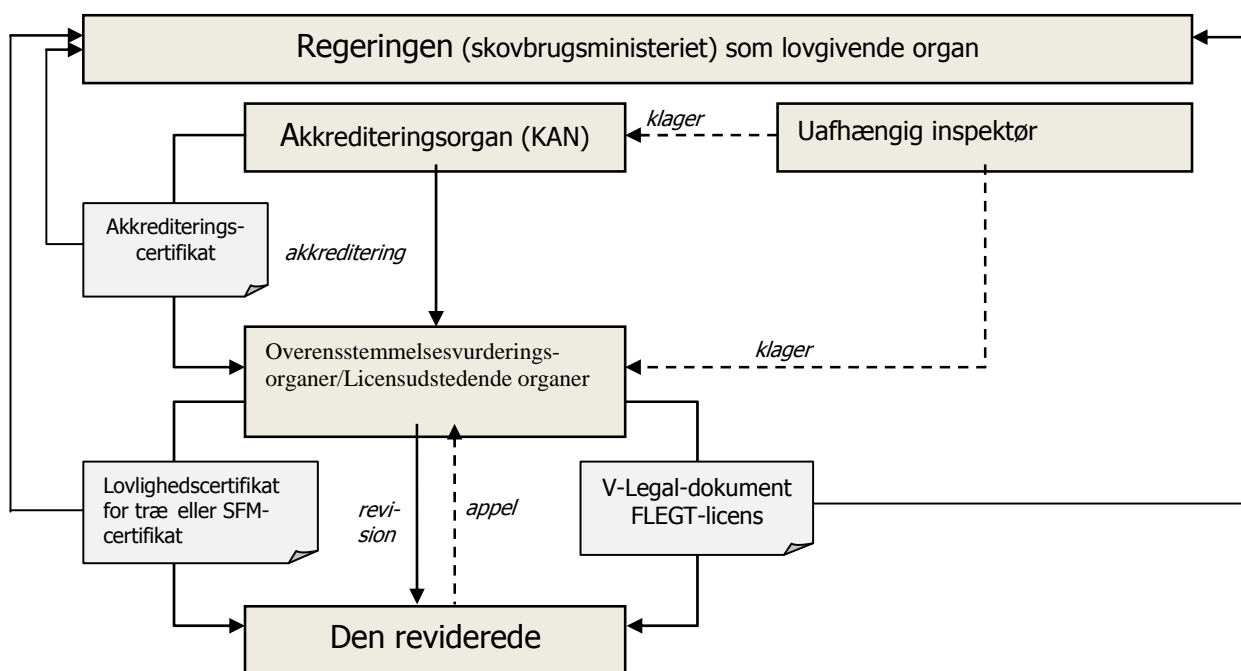 Regeringen (skovbrugsministeriet) som lovgivende organ
Akkrediteringsorgan (KAN)
klager
Uafhængig inspektør
Akkrediterings-
certifikat
akkreditering
Overensstemmelsesvurderings-
organer/Licensudstedende organer
klager
Lovlighedscertifikat
for træ eller SFM-
certifikat
revi-
sion
appel
V-Legal-dokument
FLEGT-licens
Den reviderede